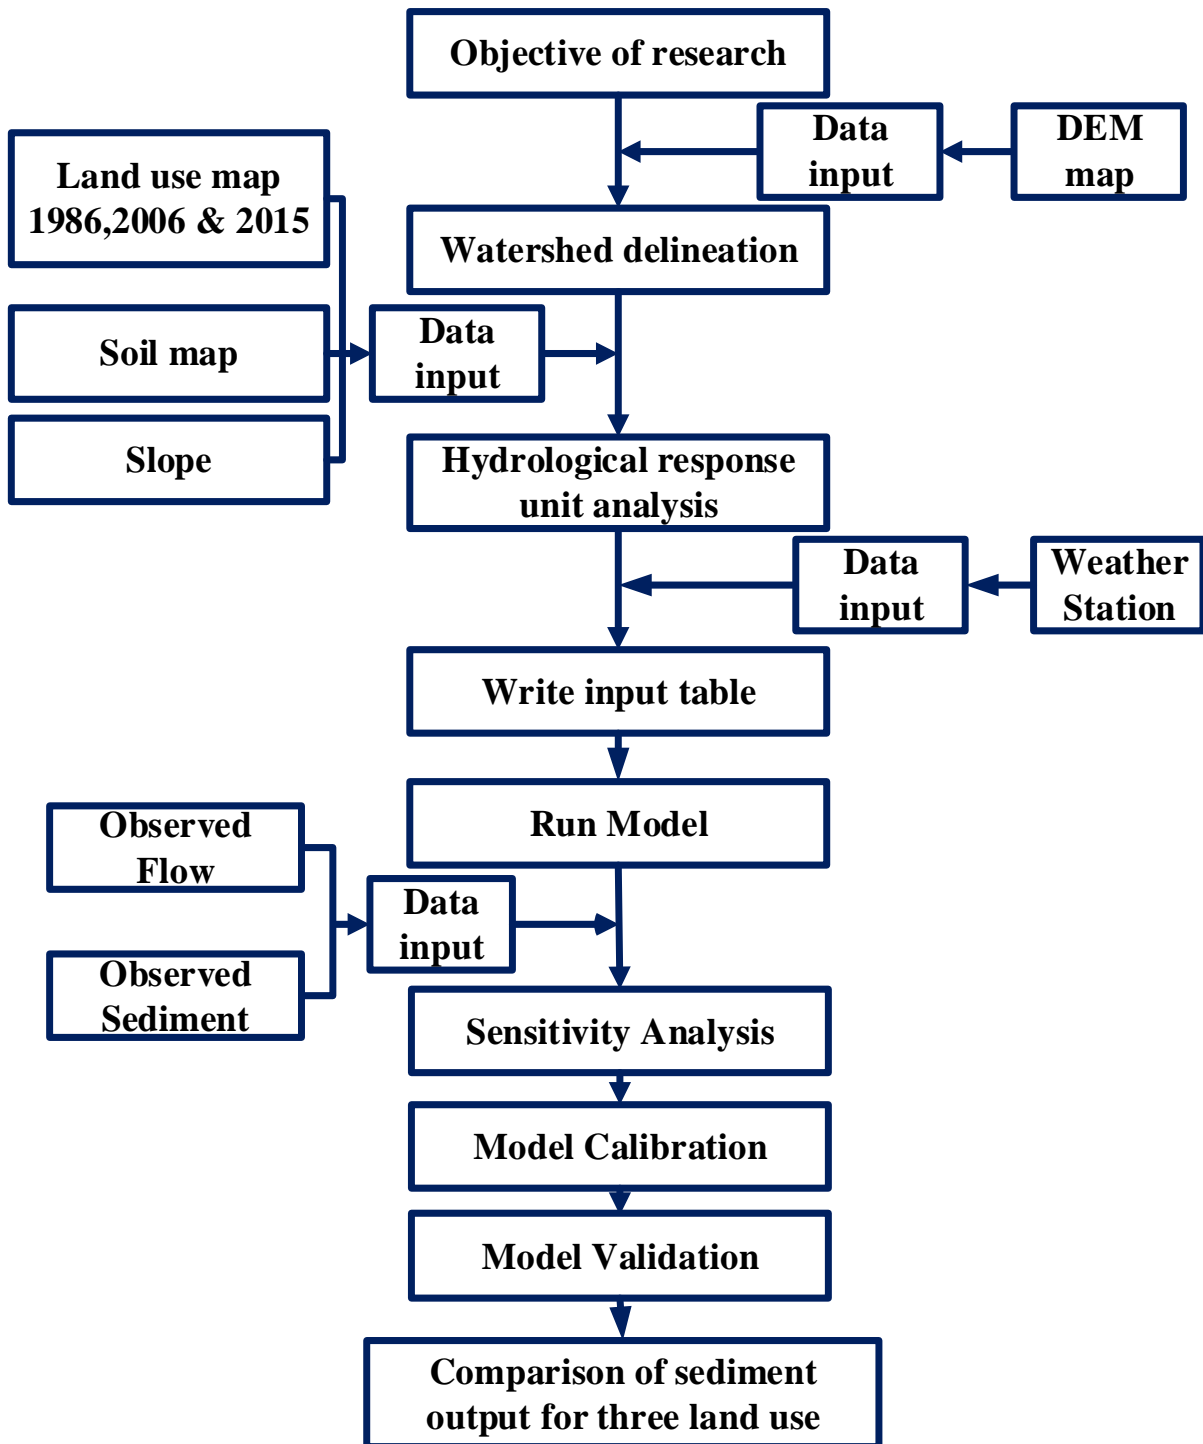 Objective of research
Data
input
DEM
map
Land use map
1986,2006 & 2015
Watershed delineation
Soil map
Data
input
Slope
Hydrological response
unit analysis
Data
input
Weather
Station
Write input table
Run Model
Observed
Flow
Data
input
Observed
Sediment
Sensitivity Analysis
Model Calibration
Model Validation
Comparison of sediment
output for three land use